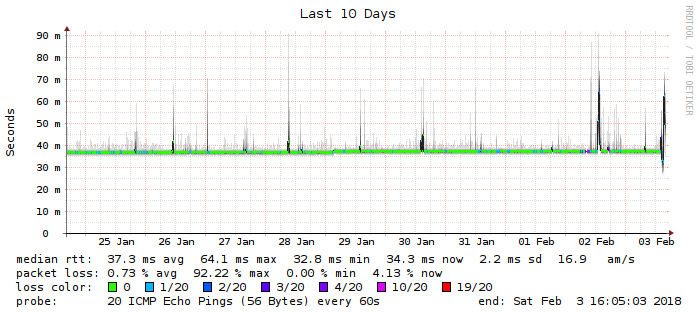 Last 10 Days
RRDTOOL / TOBI OETIKER
Seconds
90 m
80 m
70 m
60 m
50 m
40 m
30 m
20 m
10 m
0
25 Jan 26 Jan 27 Jan 28 Jan 29 Jan 30 Jan 31 Jan 01 Feb 02 Feb 03 Feb
median rtt: 37.3 ms avg 64.1 ms max 32.8 ms min 34.3 ms now 2.2 ms sd 16.9 am/s
packet loss: 0.73 % avg 92.22 % max 0.00 % min 4.13 % now
loss color: 0 1/20 2/20 3/20 4/20 10/20 19/20
probe: 20 ICMP Echo Pings (56 Bytes) every 60s end: Sat Feb 3 16:05:03 2018